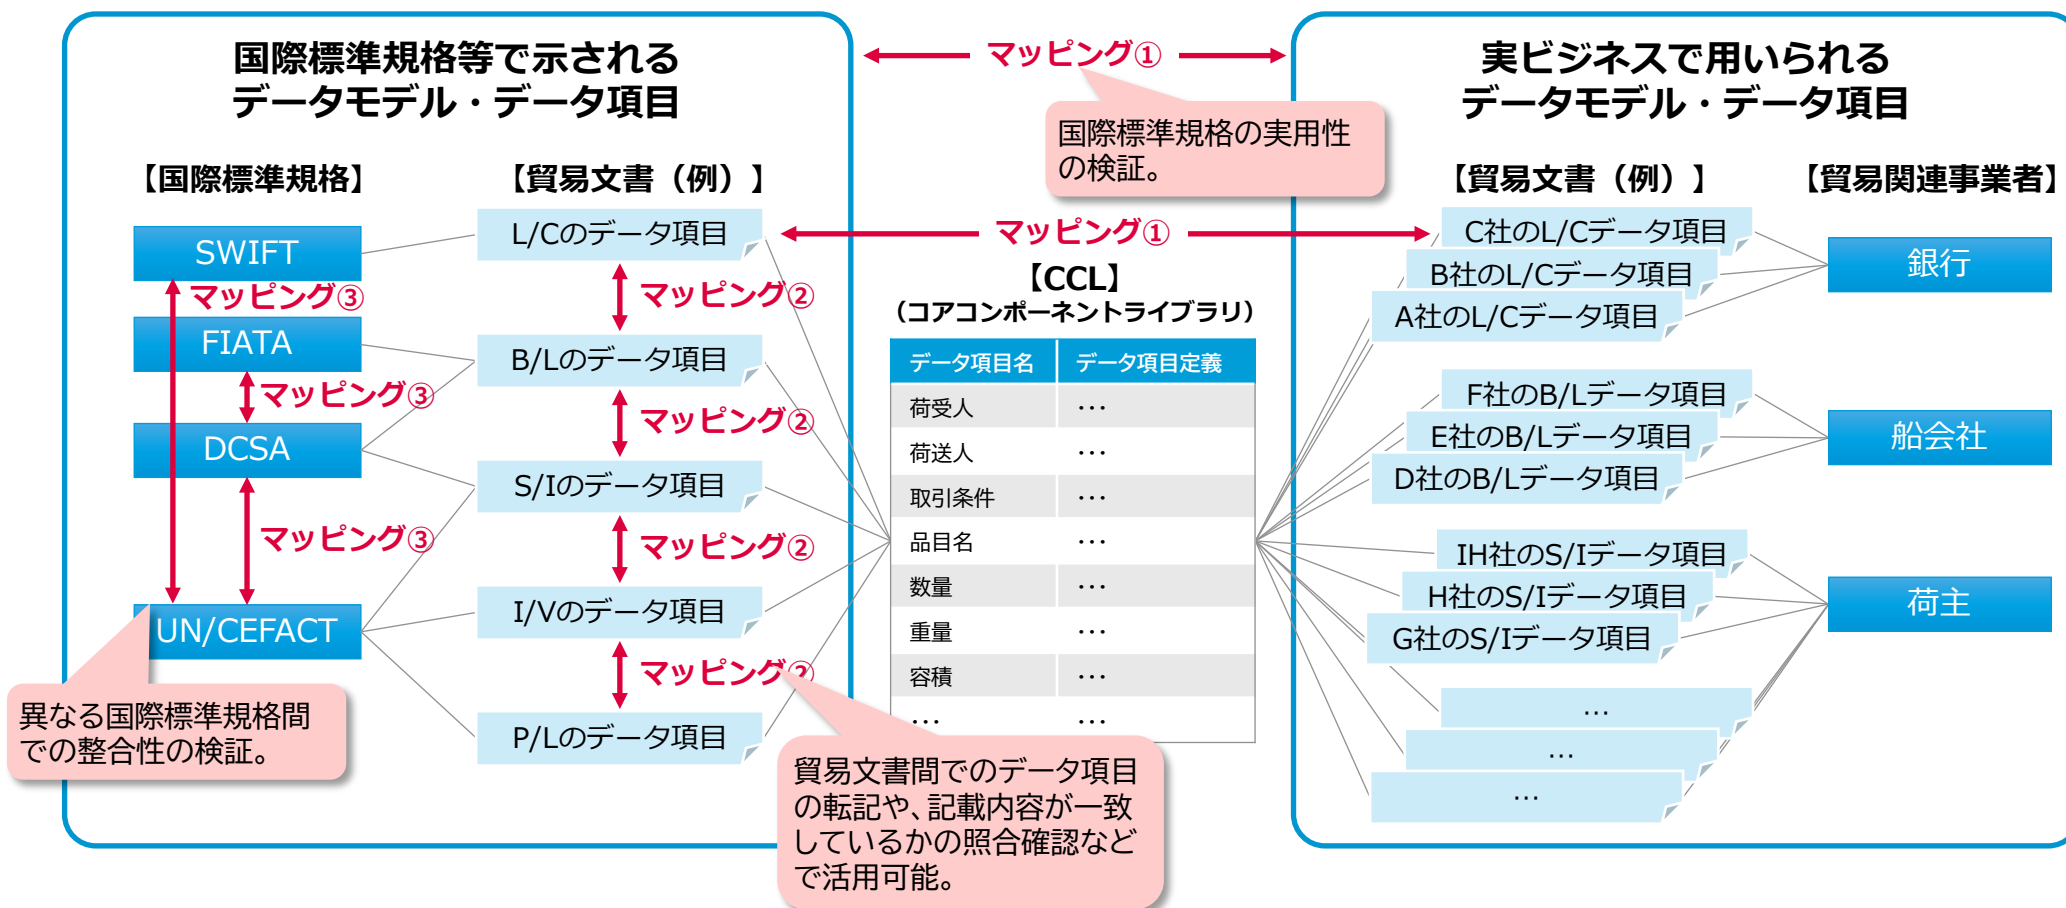 国際標準規格等で示される
データモデル・データ項目
マッピング①
実ビジネスで用いられる
データモデル・データ項目
国際標準規格の実用性
の検証。
【国際標準規格】
【貿易文書（例）】
【貿易文書（例）】
【貿易関連事業者】
SWIFT
マッピング③
FIATA
マッピング③
DCSA
マッピング③
UN/CEFACT
異なる国際標準規格間
での整合性の検証。
L/Cのデータ項目
マッピング②
B/Lのデータ項目
マッピング②
S/Iのデータ項目
マッピング②
I/Vのデータ項目
マッピング②
P/Lのデータ項目
貿易文書間でのデータ項目
の転記や、記載内容が一致
しているかの照合確認など
で活用可能。
マッピング①
【CCL】
（コアコンポーネントライブラリ）
データ項目名 データ項目定義
荷受人 …
荷送人 …
取引条件 …
品目名 …
数量 …
重量 …
容積 …
… …
C社のL/Cデータ項目
B社のL/Cデータ項目
A社のL/Cデータ項目
銀行
F社のB/Lデータ項目
E社のB/Lデータ項目
D社のB/Lデータ項目
船会社
IH社のS/Iデータ項目
H社のS/Iデータ項目
G社のS/Iデータ項目
荷主
…
…
…